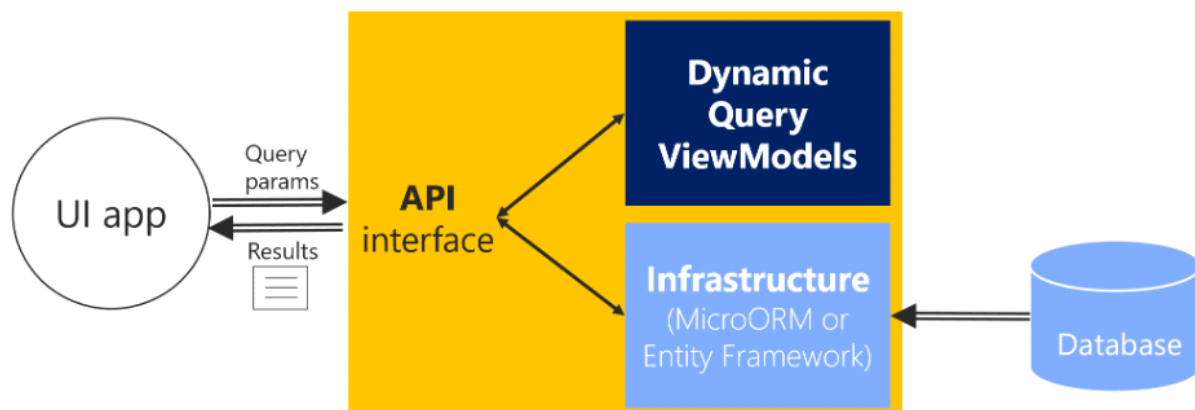 UI app
Query
params
Results
API
interface
Dynamic
Query
ViewModels
Infrastructure
(MicroORM or
Entity Framework)
Database